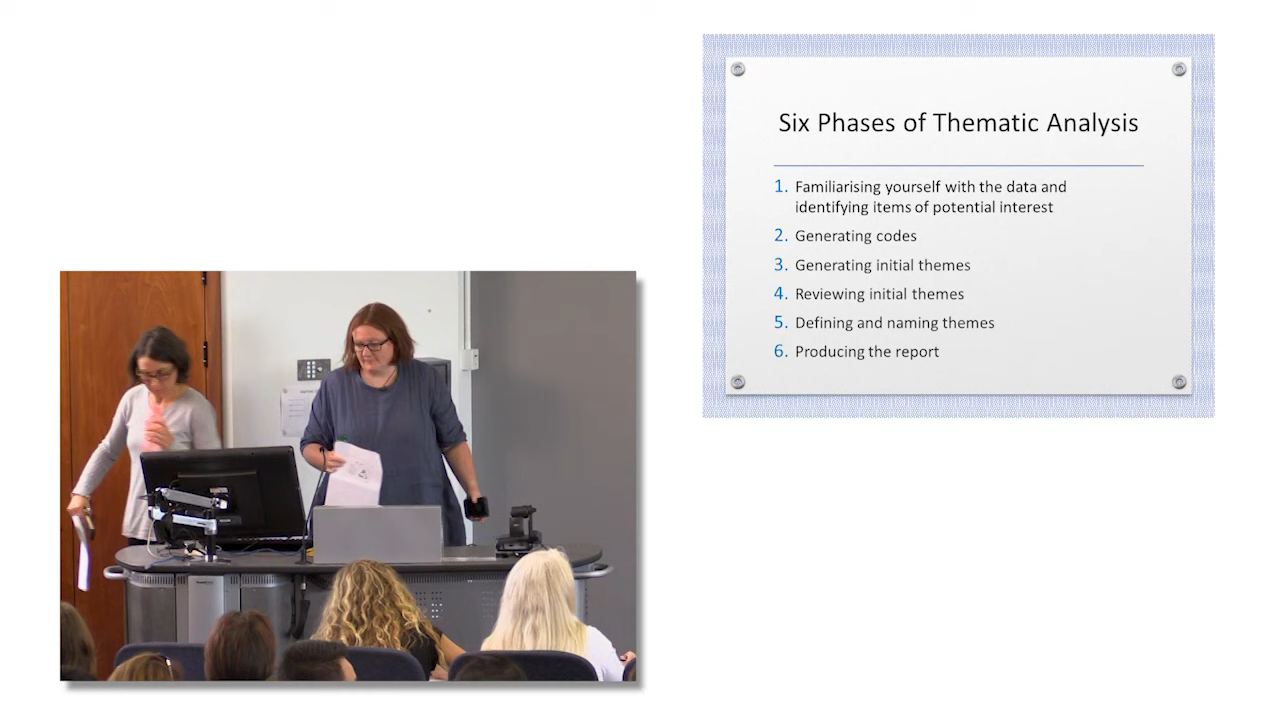 Six Phases of Thematic Analysis
1. Familiarising yourself with the data and
identifying items of potential interest
2. Generating codes
3. Generating initial themes
4. Reviewing initial themes
5. Defining and naming themes
6. Producing the report